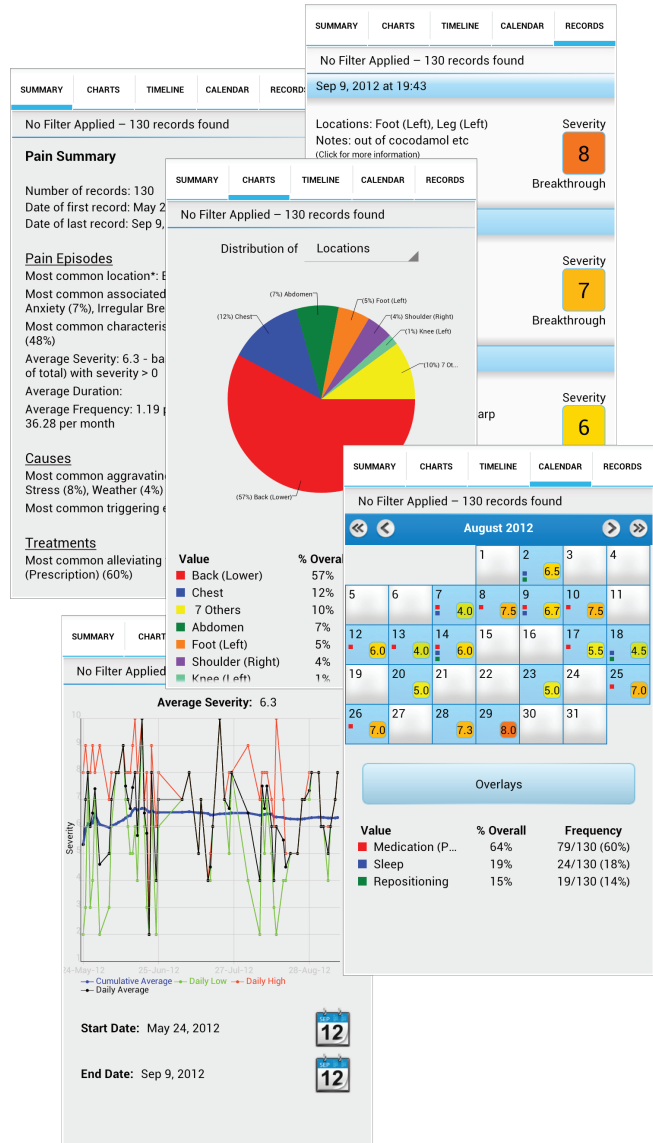 SUMMARY CHARTS TIMELINE CALENDAR RECORDS
No Filter Applied – 130 records found
Sep 9, 2012 at 19:43
Locations: Foot (Left), Leg (Left)
Notes: out of cocodamol etc
(Click for more information)
Severity
8
Breakthrough
Severity
7
Breakthrough
Severity
6
arp
SUMMARY CHARTS TIMELINE CALENDAR RECORDS
No Filter Applied – 130 records found
Pain Summary
Number of records: 130
Date of first record: May 2
Date of last record: Sep 9,
Pain Episodes
Most common location*:
Most common associated
Anxiety (7%), Irregular Bre
Most common characteris
(48%)
Average Severity: 6.3 - ba
of total) with severity > 0
Average Duration:
Average Frequency: 1.19
36.28 per month
Causes
Most common aggravatin
Stress (8%), Weather (4%)
Most common triggering e
Treatments
Most common alleviating
(Prescription) (60%)
SUMMARY CHARTS TIMELINE CALENDAR RECORDS
No Filter Applied – 130 records found
Distribution of Locations
(7%) Abdomen
(5%) Foot (Left)
(12%) Chest
(4%) Shoulder (Right)
(1%) Knee (Left)
(10%) 7 Ot...
(57%) Back (Lower)
Value % Overal
Back (Lower) 57%
Chest 12%
7 Others 10%
Abdomen 7%
Foot (Left) 5%
Shoulder (Right) 4%
Knee (Left) 1%
SUMMARY CHARTS TIMELINE CALENDAR RECORDS
No Filter Applied – 130 records found
August 2012
1 2 6.5 3 4
5 6 7 4.0 8 7.5 9 6.7 10 7.5 11
12 6.0 13 4.0 14 6.0 15 16 17 5.5 18 4.5
19 20 5.0 21 22 23 5.0 24 25 7.0
26 7.0 27 28 7.3 29 8.0 30 31
Overlays
Value % Overall Frequency
Medication (P... 64% 79/130 (60%)
Sleep 19% 24/130 (18%)
Repositioning 15% 19/130 (14%)
SUMMARY CHART
No Filter Applied
Average Severity: 6.3
Severity
10
9
8
7
6
5
4
3
2
1
24-May-12 25-Jun-12 27-Jul-12 28-Aug-12
Cumulative Average Daily Low Daily High
Daily Average
Start Date: May 24, 2012
SEP
12
End Date: Sep 9, 2012
SEP
12